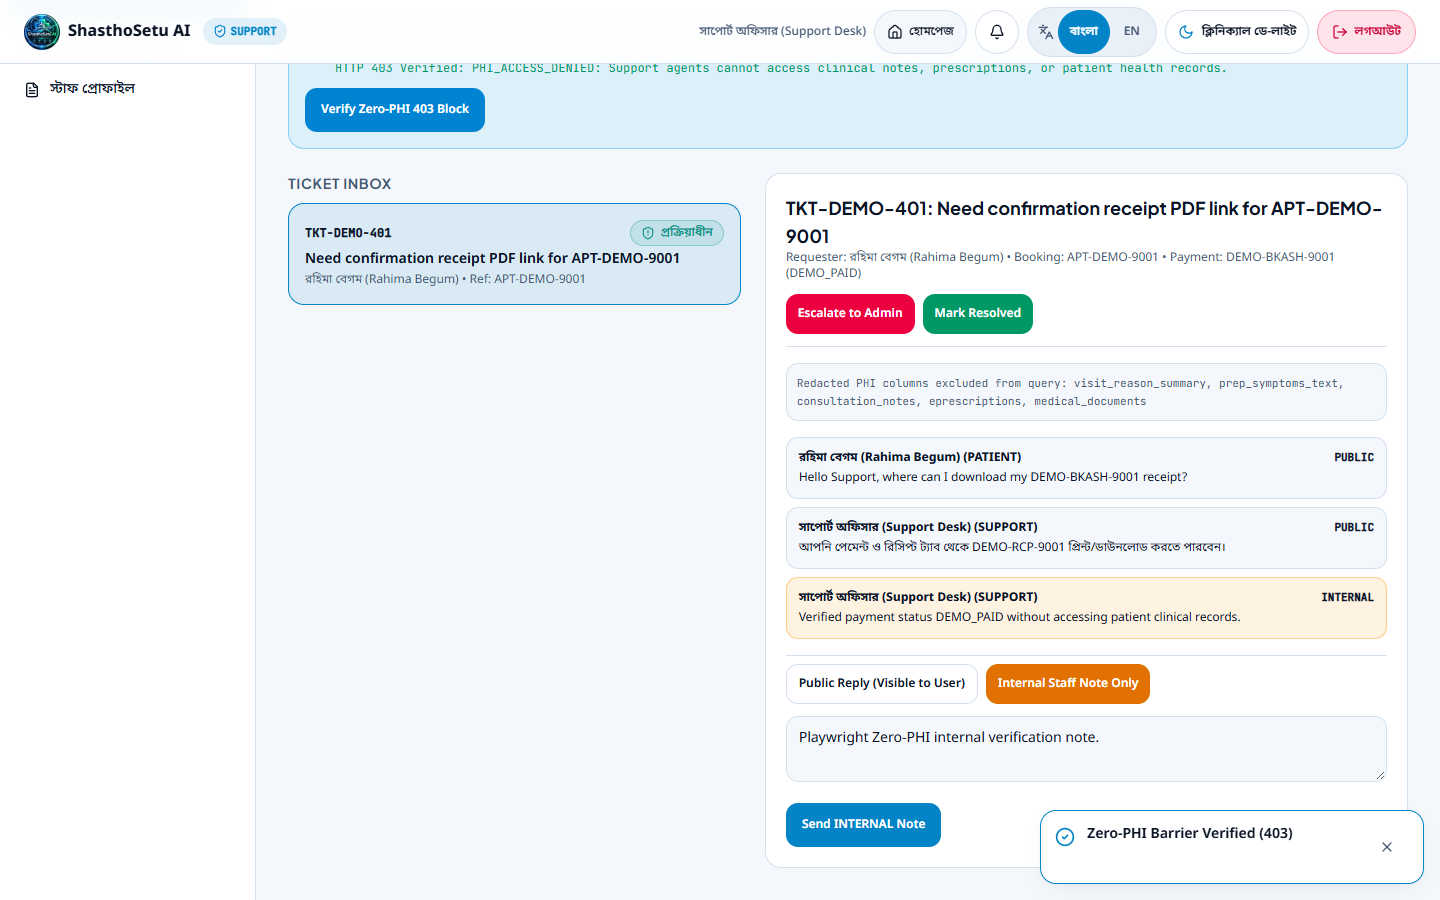 ShasthoSetu AI
SUPPORT
সাপোর্ট অফিসার (Support Desk)
হোমপেজ
বাংলা
EN
ক্লিনিক্যাল ডে-লাইট
লগআউট
স্টাফ প্রোফাইল
HTTP 403 Verified: PHI_ACCESS_DENIED: Support agents cannot access clinical notes, prescriptions, or patient health records.
Verify Zero-PHI 403 Block
TICKET INBOX
TKT-DEMO-401
প্রক্রিয়াধীন
Need confirmation receipt PDF link for APT-DEMO-9001
রহিমা বেগম (Rahima Begum) • Ref: APT-DEMO-9001
TKT-DEMO-401: Need confirmation receipt PDF link for APT-DEMO-
9001
Requester: রহিমা বেগম (Rahima Begum) • Booking: APT-DEMO-9001 • Payment: DEMO-BKASH-9001
(DEMO_PAID)
Escalate to Admin
Mark Resolved
Redacted PHI columns excluded from query: visit_reason_summary, prep_symptoms_text,
consultation_notes, eprescriptions, medical_documents
রহিমা বেগম (Rahima Begum) (PATIENT)
PUBLIC
Hello Support, where can I download my DEMO-BKASH-9001 receipt?
সাপোর্ট অফিসার (Support Desk) (SUPPORT)
PUBLIC
আপনি পেমেন্ট ও রিসিপ্ট ট্যাব থেকে DEMO-RCP-9001 প্রিন্ট/ডাউনলোড করতে পারবেন।
সাপোর্ট অফিসার (Support Desk) (SUPPORT)
INTERNAL
Verified payment status DEMO_PAID without accessing patient clinical records.
Public Reply (Visible to User)
Internal Staff Note Only
Playwright Zero-PHI internal verification note.
Send INTERNAL Note
Zero-PHI Barrier Verified (403)